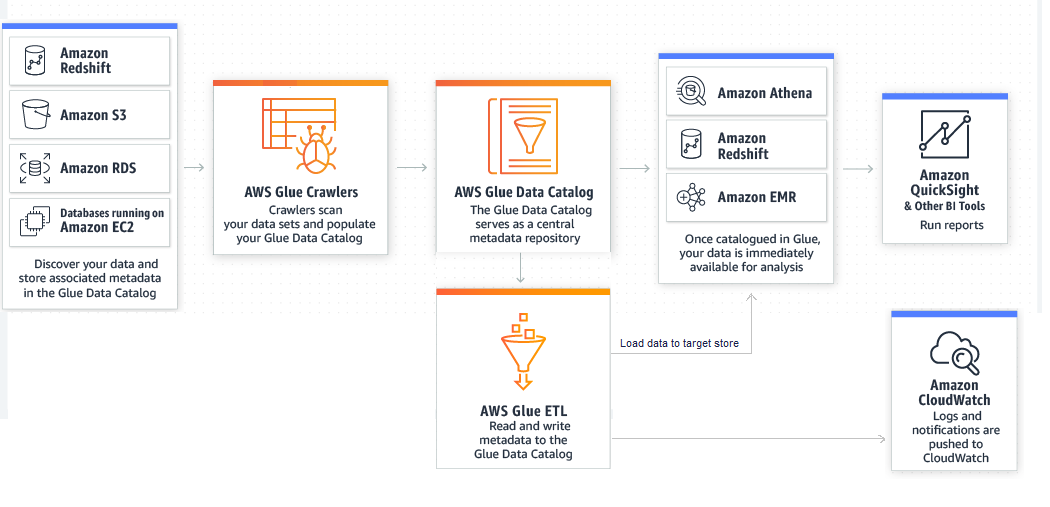 Amazon
Redshift
Amazon S3
Amazon RDS
Databases running on
Amazon EC2
Discover your data and
store associated metadata
in the Glue Data Catalog
AWS Glue Crawlers
Crawlers scan
your data sets and populate
your Glue Data Catalog
AWS Glue Data Catalog
The Glue Data Catalog
serves as a central
metadata repository
Amazon Athena
Amazon
Redshift
Amazon EMR
Once catalogued in Glue,
your data is immediately
available for analysis
Amazon
QuickSight
& Other BI Tools
Run reports
AWS Glue ETL
Read and write
metadata to the
Glue Data Catalog
Load data to target store
Amazon
CloudWatch
Logs and
notifications are
pushed to
CloudWatch